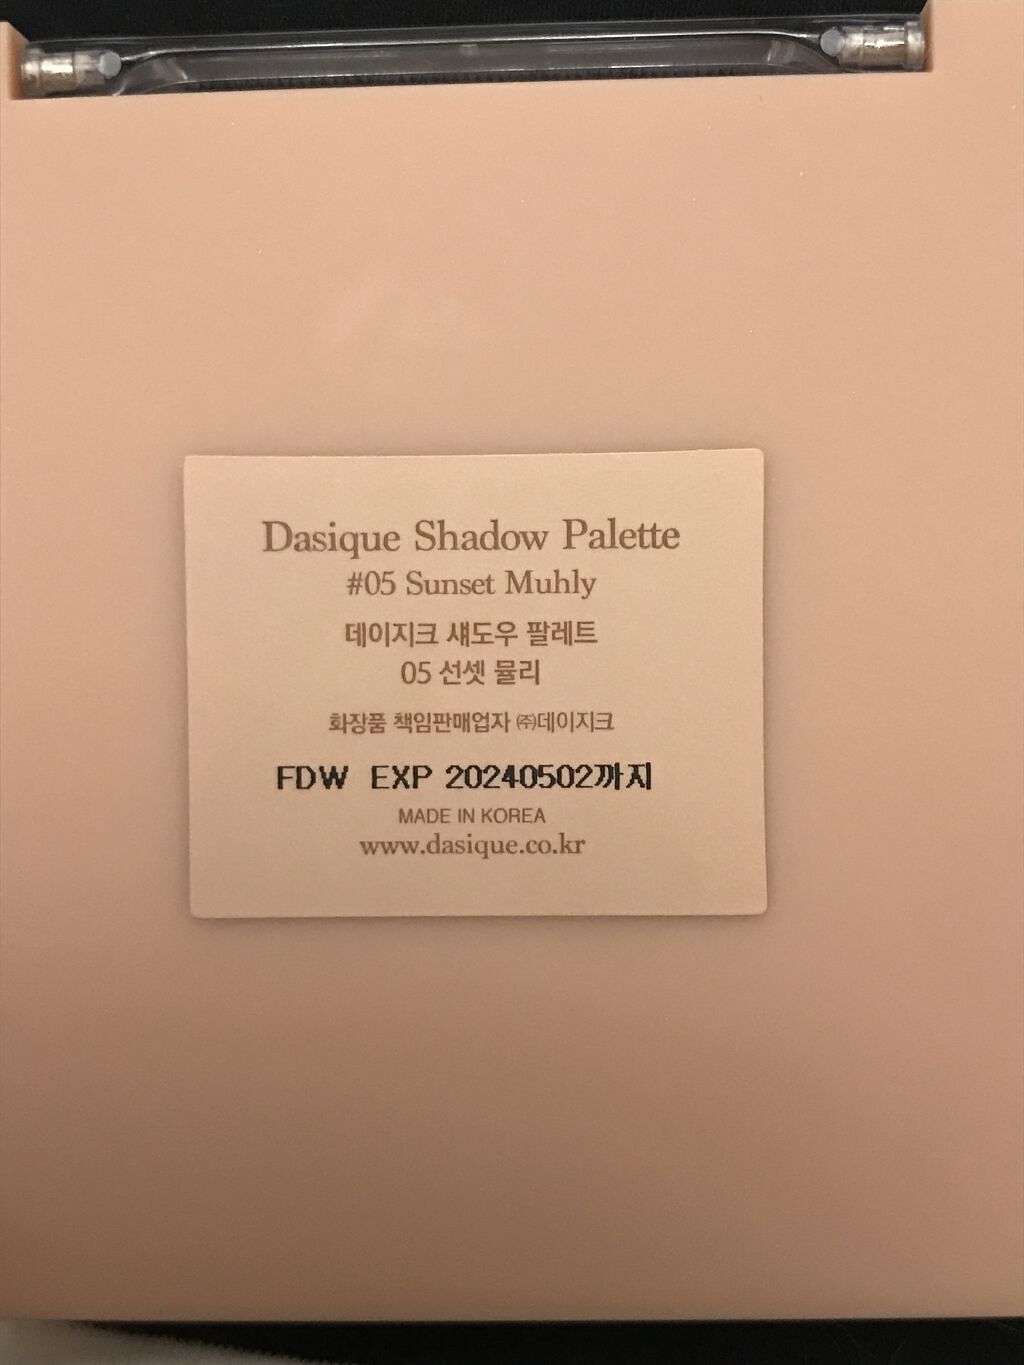 Dasique Shadow Palette
#05 Sunset Muhly
데이지크 섀도우 팔레트
05 선셋 뮬리
화장품 책임판매업자 ㈜데이지크
FDW EXP 20240502까지
MADE IN KOREA
www.dasique.co.kr